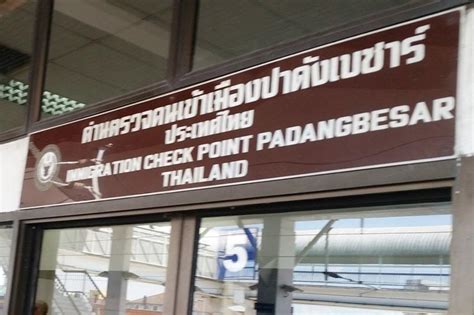 ด่านตรวจคนเข้าเมืองปาดังเบซาร์
ประเทศไทย
IMMIGRATION CHECK POINT PADANGBESAR
THAILAND
5